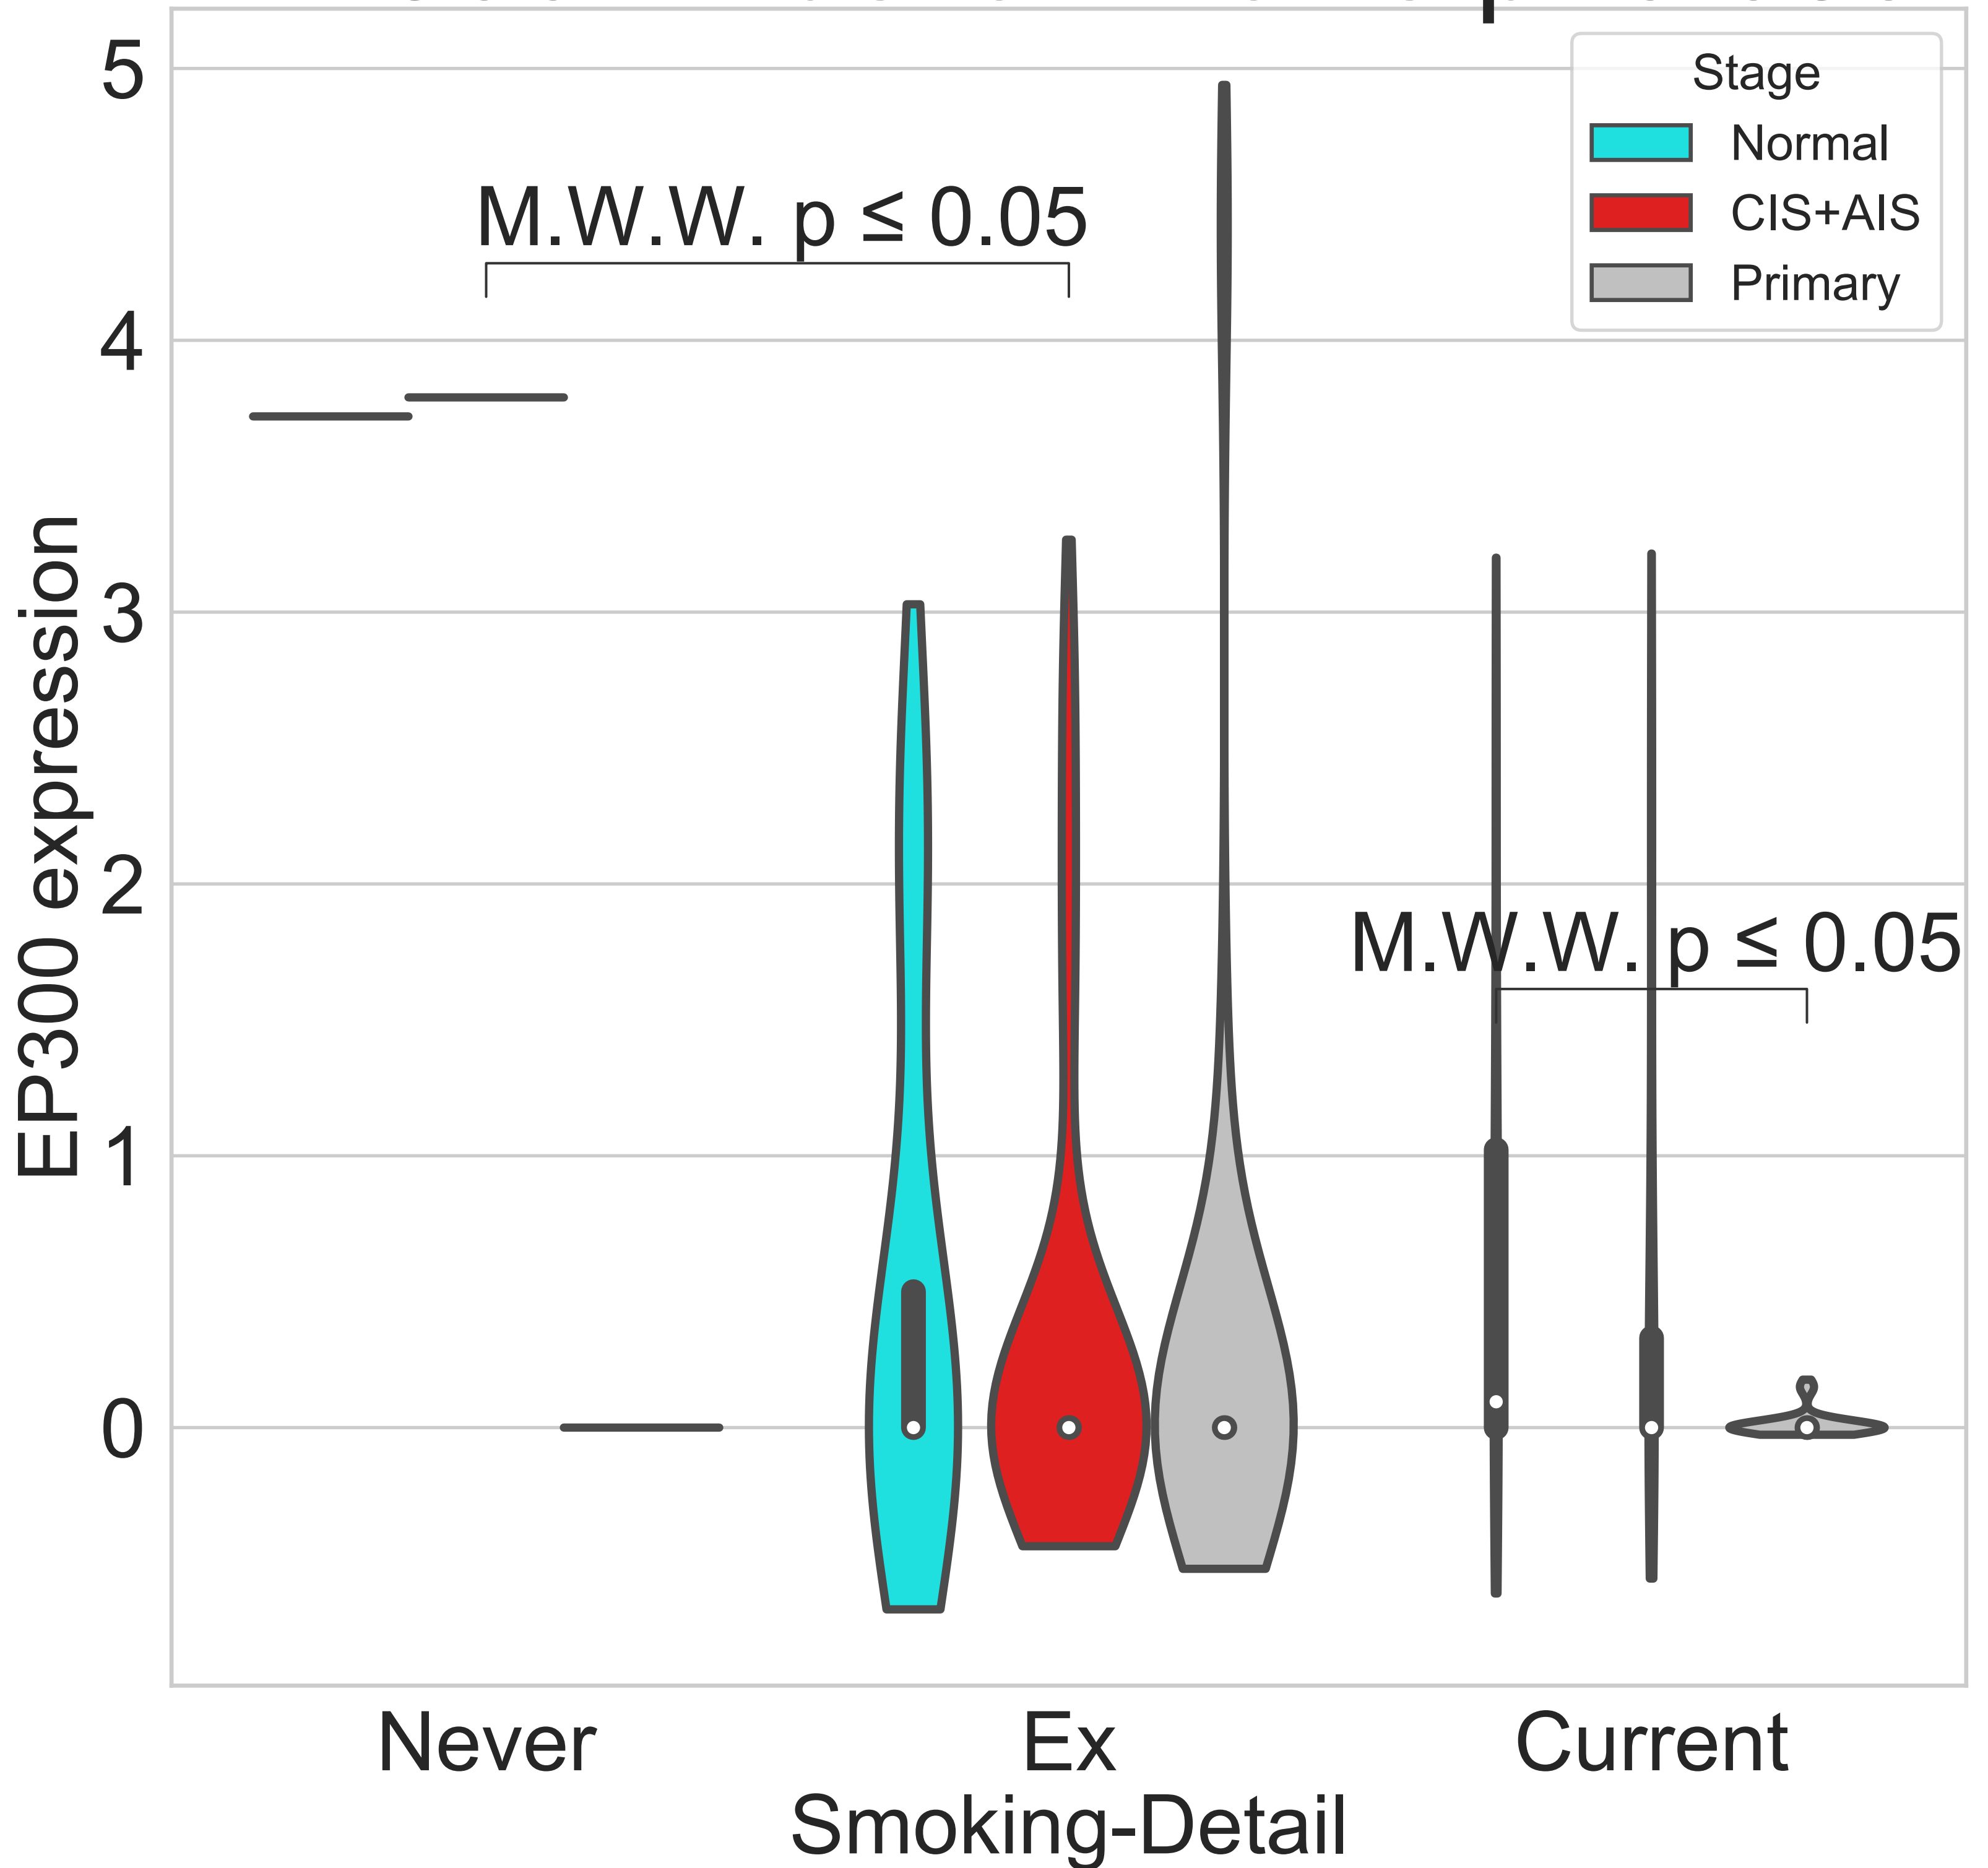 5
Stage
Normal
M.W.W. p ≤ 0.05
CIS+AIS
Primary
4
3
EP300 expression
2
M.W.W. p ≤ 0.05
1
0
Never
Ex
Current
Smoking-Detail